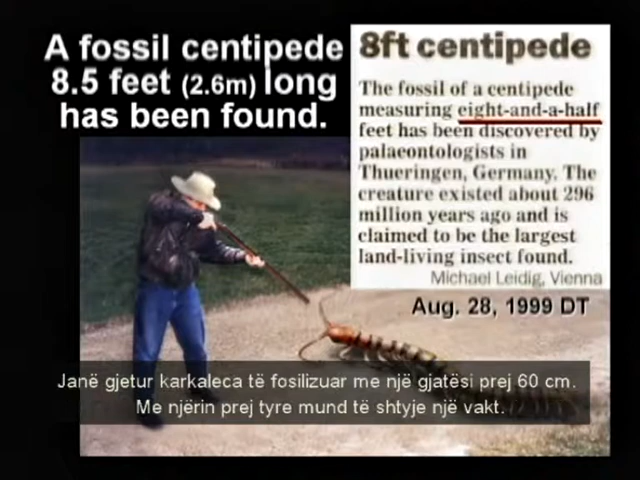 A fossil centipede
8.5 feet (2.6m) long
has been found.
8ft centipede
The fossil of a centipede
measuring eight-and-a-half
feet has been discovered by
palaeontologists in
Thueringen, Germany. The
creature existed about 296
million years ago and is
claimed to be the largest
land-living insect found.
Michael Leidig, Vienna
Aug. 28, 1999 DT
Janë gjetur karkaleca të fosilizuar me një gjatësi prej 60 cm.
Me njërin prej tyre mund të shtyje një vakt.